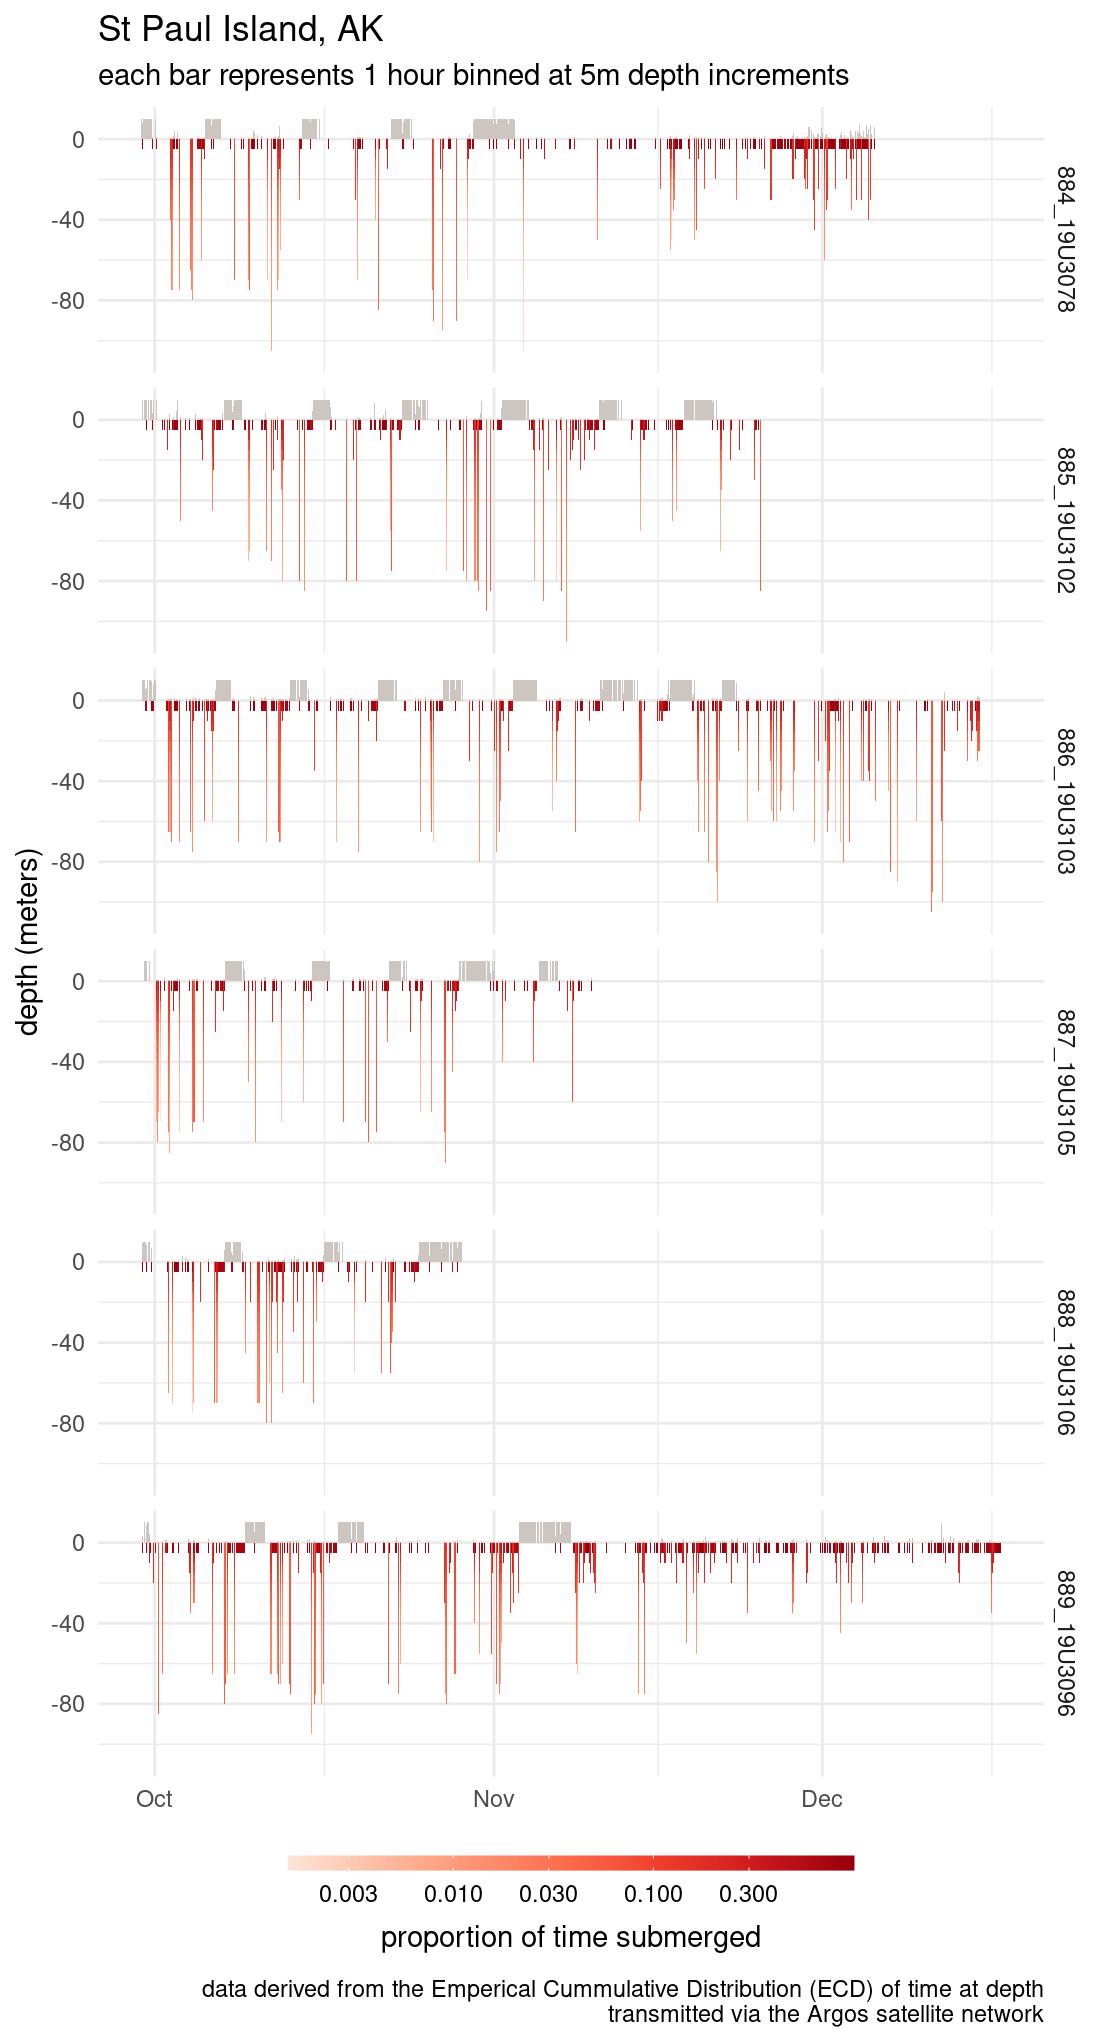 St Paul Island, AK
each bar represents 1 hour binned at 5m depth increments
depth (meters)
0
-40
-80
884_19U3078
0
-40
-80
885_19U3102
0
-40
-80
886_19U3103
0
-40
-80
887_19U3105
0
-40
-80
888_19U3106
0
-40
-80
889_19U3096
Oct Nov Dec
0.003 0.010 0.030 0.100 0.300
proportion of time submerged
data derived from the Emperical Cummulative Distribution (ECD) of time at depth
transmitted via the Argos satellite network